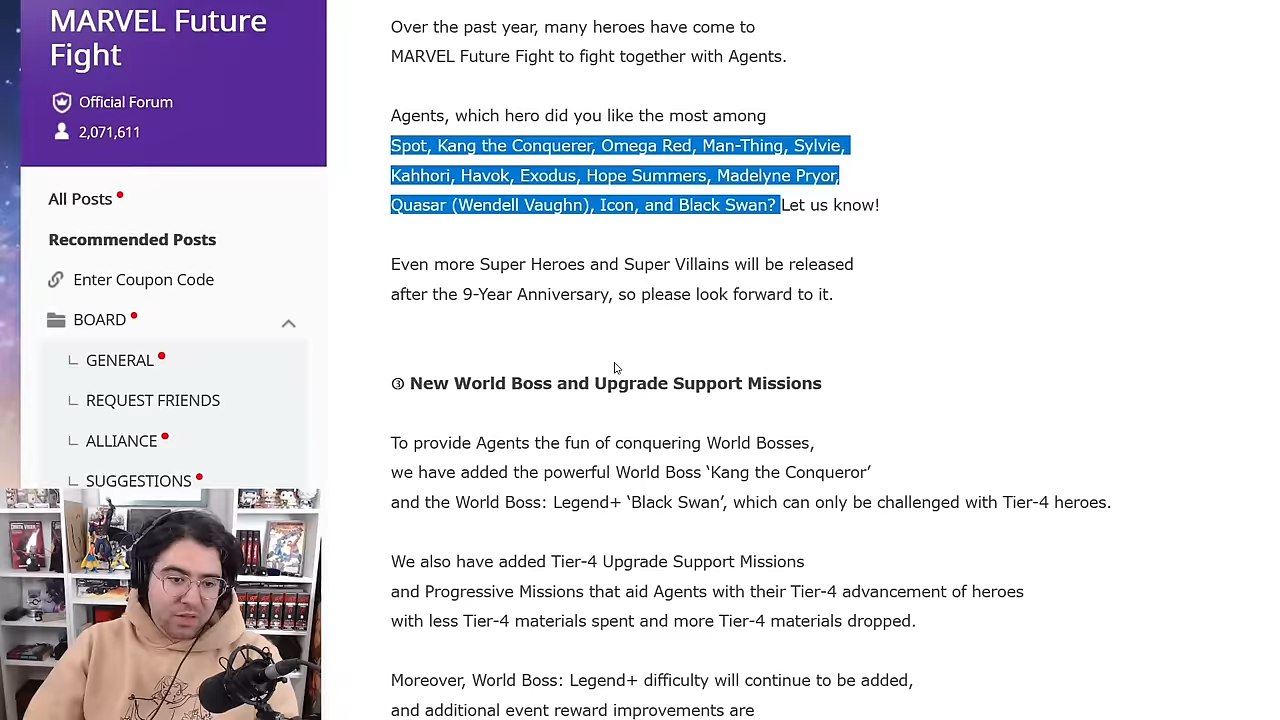 MARVEL Future
Fight
Official Forum
2,071,611
All Posts
Recommended Posts
Enter Coupon Code
BOARD
GENERAL
REQUEST FRIENDS
ALLIANCE
SUGGESTIONS
Over the past year, many heroes have come to
MARVEL Future Fight to fight together with Agents.
Agents, which hero did you like the most among
Spot, Kang the Conquerer, Omega Red, Man-Thing, Sylvie,
Kahhori, Havok, Exodus, Hope Summers, Madelyne Pryor,
Quasar (Wendell Vaughn), Icon, and Black Swan? Let us know!
Even more Super Heroes and Super Villains will be released
after the 9-Year Anniversary, so please look forward to it.
③ New World Boss and Upgrade Support Missions
To provide Agents the fun of conquering World Bosses,
we have added the powerful World Boss ‘Kang the Conqueror’
and the World Boss: Legend+ ‘Black Swan’, which can only be challenged with Tier-4 heroes.
We also have added Tier-4 Upgrade Support Missions
and Progressive Missions that aid Agents with their Tier-4 advancement of heroes
with less Tier-4 materials spent and more Tier-4 materials dropped.
Moreover, World Boss: Legend+ difficulty will continue to be added,
and additional event reward improvements are